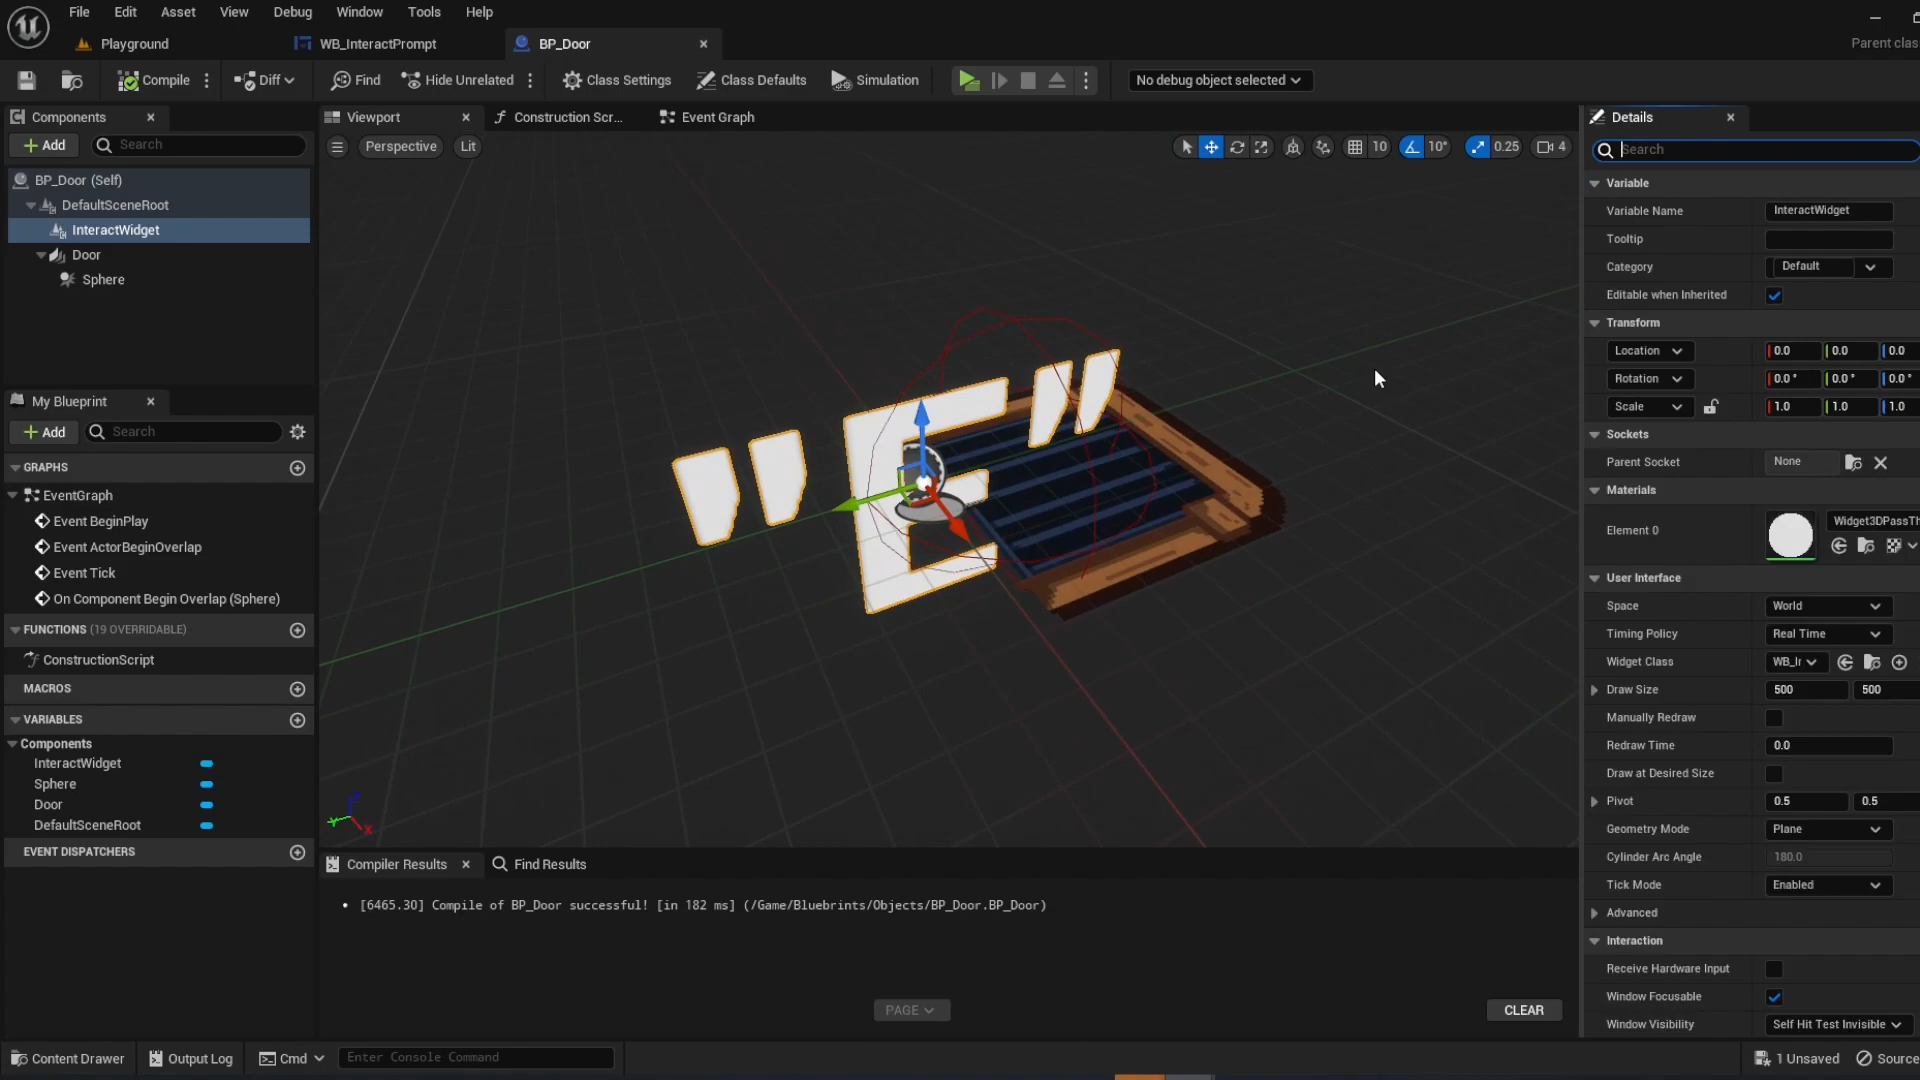 File Edit Asset View Debug Window Tools Help
Playground WB_InteractPrompt BP_Door
Parent clas
Compile Diff Find Hide Unrelated Class Settings Class Defaults Simulation No debug object selected
Components
Add Search
BP_Door (Self)
DefaultSceneRoot
InteractWidget
Door
Sphere
My Blueprint
Add Search
GRAPHS
EventGraph
Event BeginPlay
Event ActorBeginOverlap
Event Tick
On Component Begin Overlap (Sphere)
FUNCTIONS (19 OVERRIDABLE)
ConstructionScript
MACROS
VARIABLES
Components
InteractWidget
Sphere
Door
DefaultSceneRoot
EVENT DISPATCHERS
Viewport Construction Scr... Event Graph
Perspective Lit 10 10° 0.25 4
"E"
Z
X
Compiler Results Find Results
• [6465.30] Compile of BP_Door successful! [in 182 ms] (/Game/Bluebrints/Objects/BP_Door.BP_Door)
PAGE CLEAR
Details
Search
Variable
Variable Name InteractWidget
Tooltip
Category Default
Editable when Inherited
Transform
Location 0.0 0.0 0.0
Rotation 0.0° 0.0° 0.0°
Scale 1.0 1.0 1.0
Sockets
Parent Socket None
Materials
Element 0 Widget3DPassTh
User Interface
Space World
Timing Policy Real Time
Widget Class WB_Ir
Draw Size 500 500
Manually Redraw
Redraw Time 0.0
Draw at Desired Size
Pivot 0.5 0.5
Geometry Mode Plane
Cylinder Arc Angle 180.0
Tick Mode Enabled
Advanced
Interaction
Receive Hardware Input
Window Focusable
Window Visibility Self Hit Test Invisible
Content Drawer Output Log Cmd Enter Console Command 1 Unsaved Source